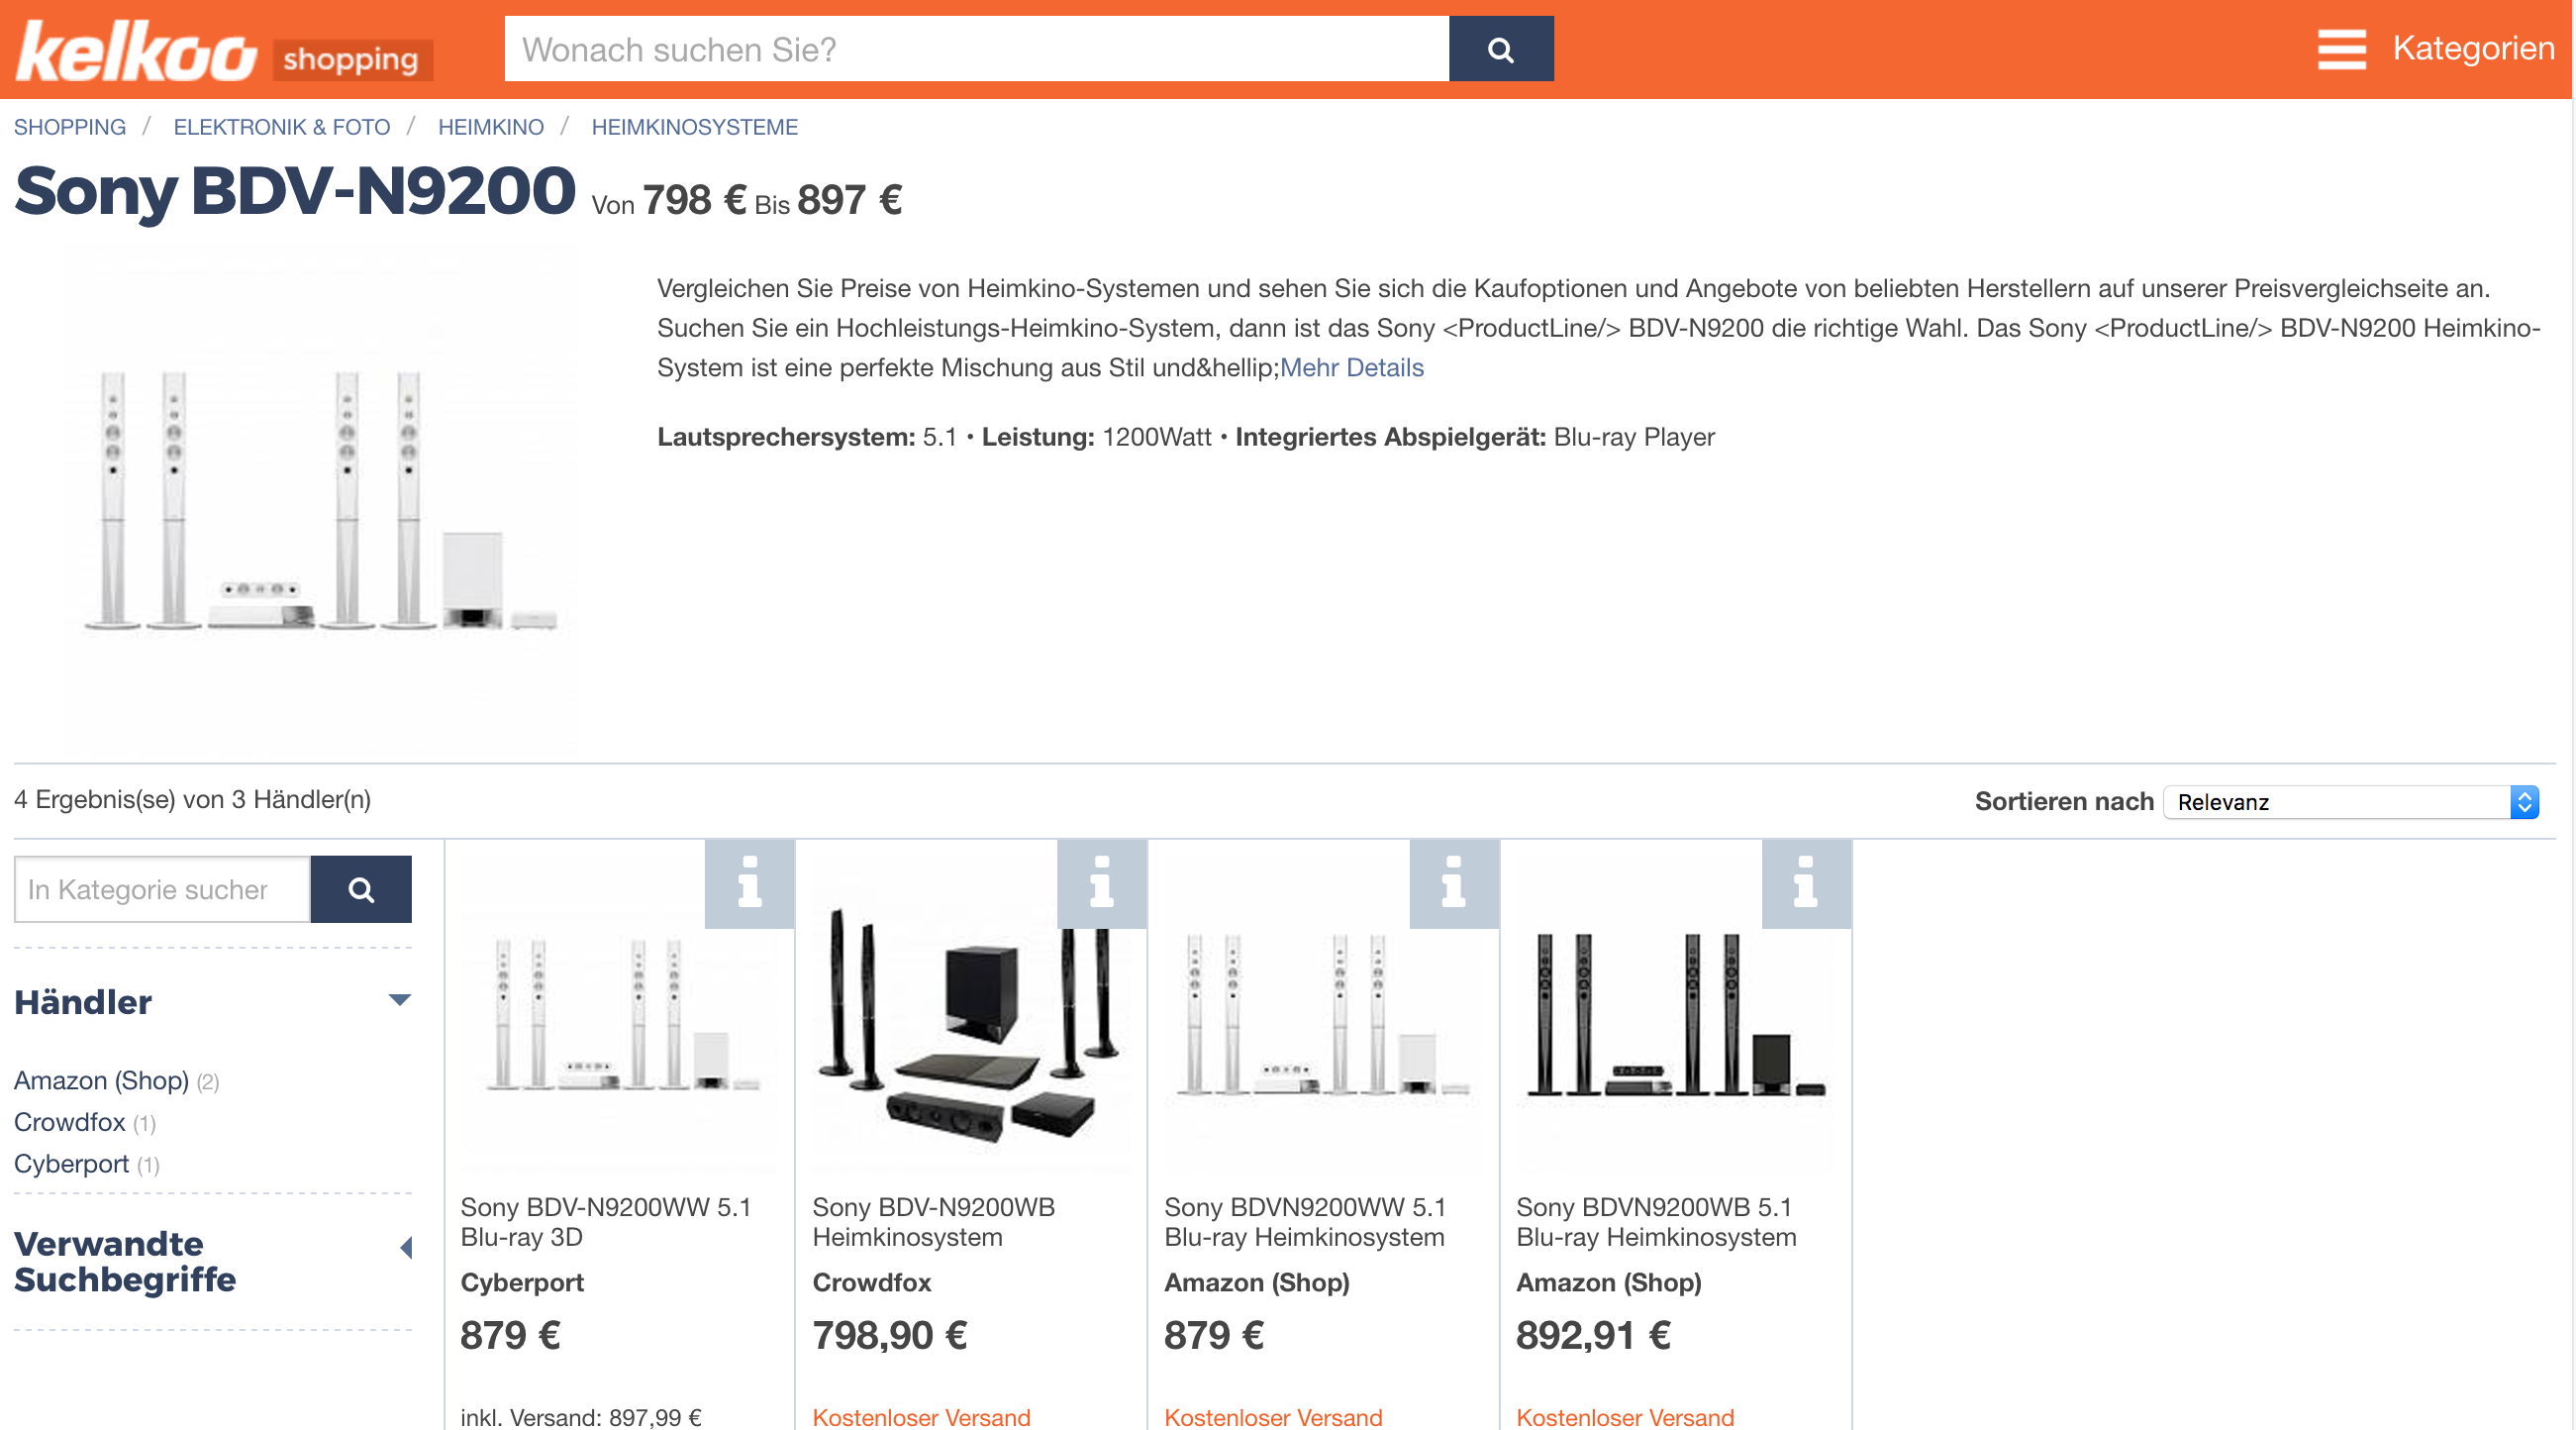 kelkoo shopping
Wonach suchen Sie?
Kategorien
SHOPPING / ELEKTRONIK & FOTO / HEIMKINO / HEIMKINOSYSTEME
Sony BDV-N9200 Von 798 € Bis 897 €
Vergleichen Sie Preise von Heimkino-Systemen und sehen Sie sich die Kaufoptionen und Angebote von beliebten Herstellern auf unserer Preisvergleichseite an.
Suchen Sie ein Hochleistungs-Heimkino-System, dann ist das Sony <ProductLine/> BDV-N9200 die richtige Wahl. Das Sony <ProductLine/> BDV-N9200 Heimkino-
System ist eine perfekte Mischung aus Stil und&hellip;Mehr Details
Lautsprechersystem: 5.1 • Leistung: 1200Watt • Integriertes Abspielgerät: Blu-ray Player
4 Ergebnis(se) von 3 Händler(n)
Sortieren nach Relevanz
In Kategorie sucher
Händler
Amazon (Shop) (2)
Crowdfox (1)
Cyberport (1)
Verwandte
Suchbegriffe
Sony BDV-N9200WW 5.1
Blu-ray 3D
Cyberport
879 €
inkl. Versand: 897,99 €
Sony BDV-N9200WB
Heimkinosystem
Crowdfox
798,90 €
Kostenloser Versand
Sony BDVN9200WW 5.1
Blu-ray Heimkinosystem
Amazon (Shop)
879 €
Kostenloser Versand
Sony BDVN9200WB 5.1
Blu-ray Heimkinosystem
Amazon (Shop)
892,91 €
Kostenloser Versand